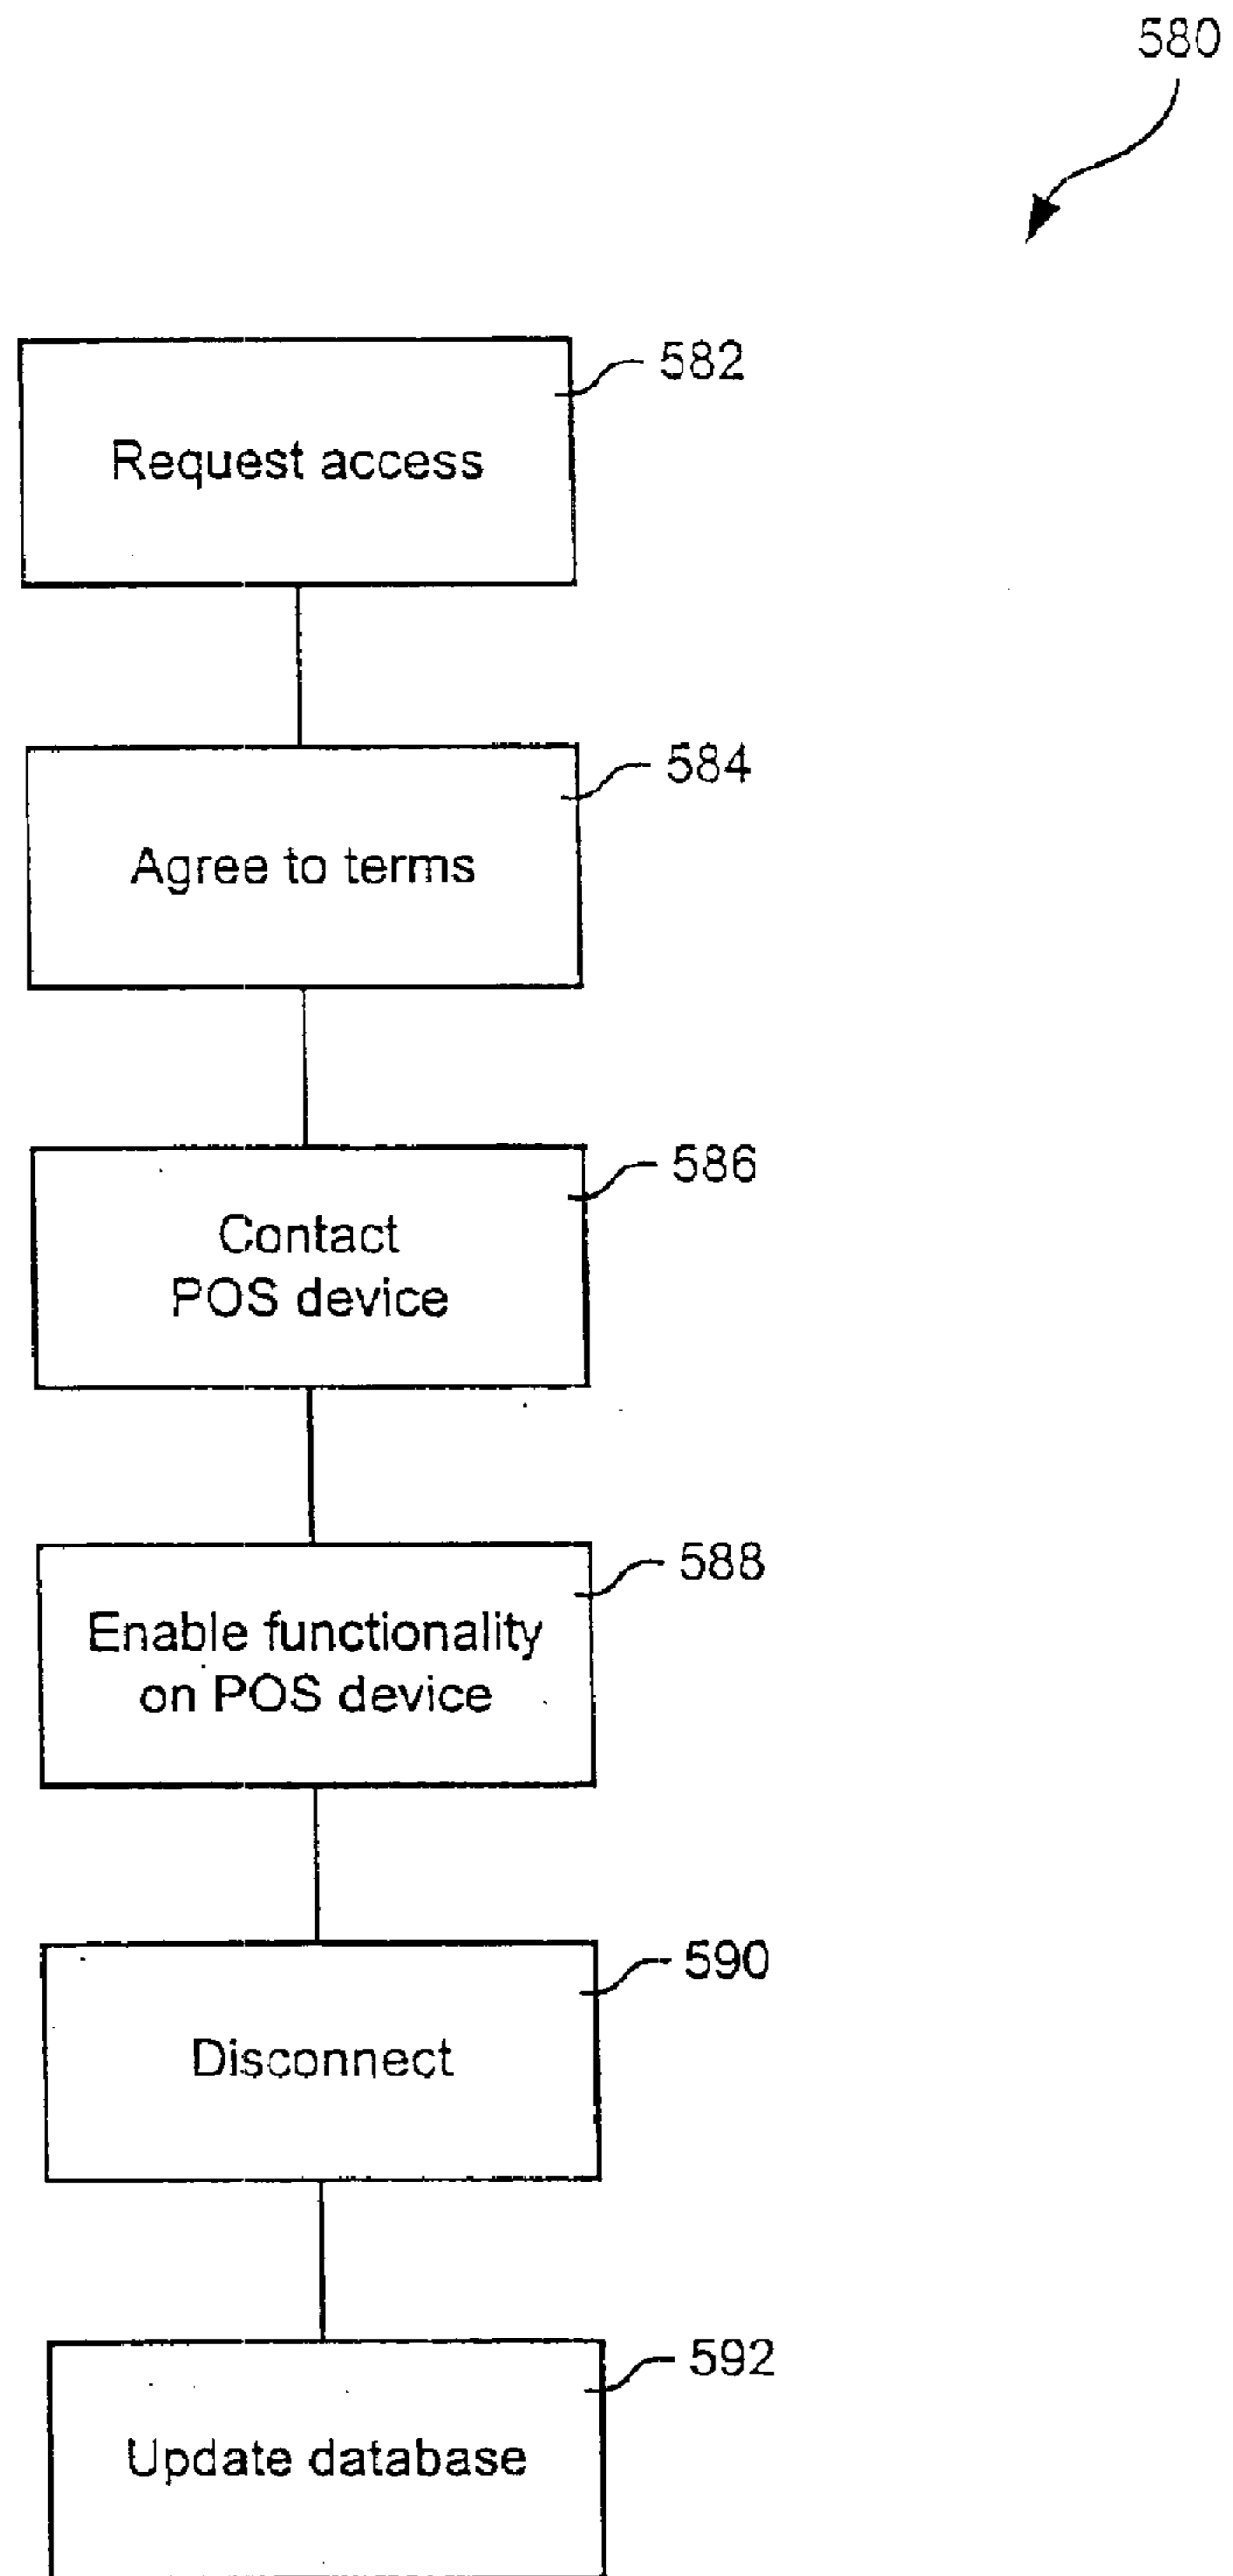 580
582
Request access
584
Agree to terms
586
Contact
POS device
588
Enable functionality
on POS device
590
Disconnect
592
Update database